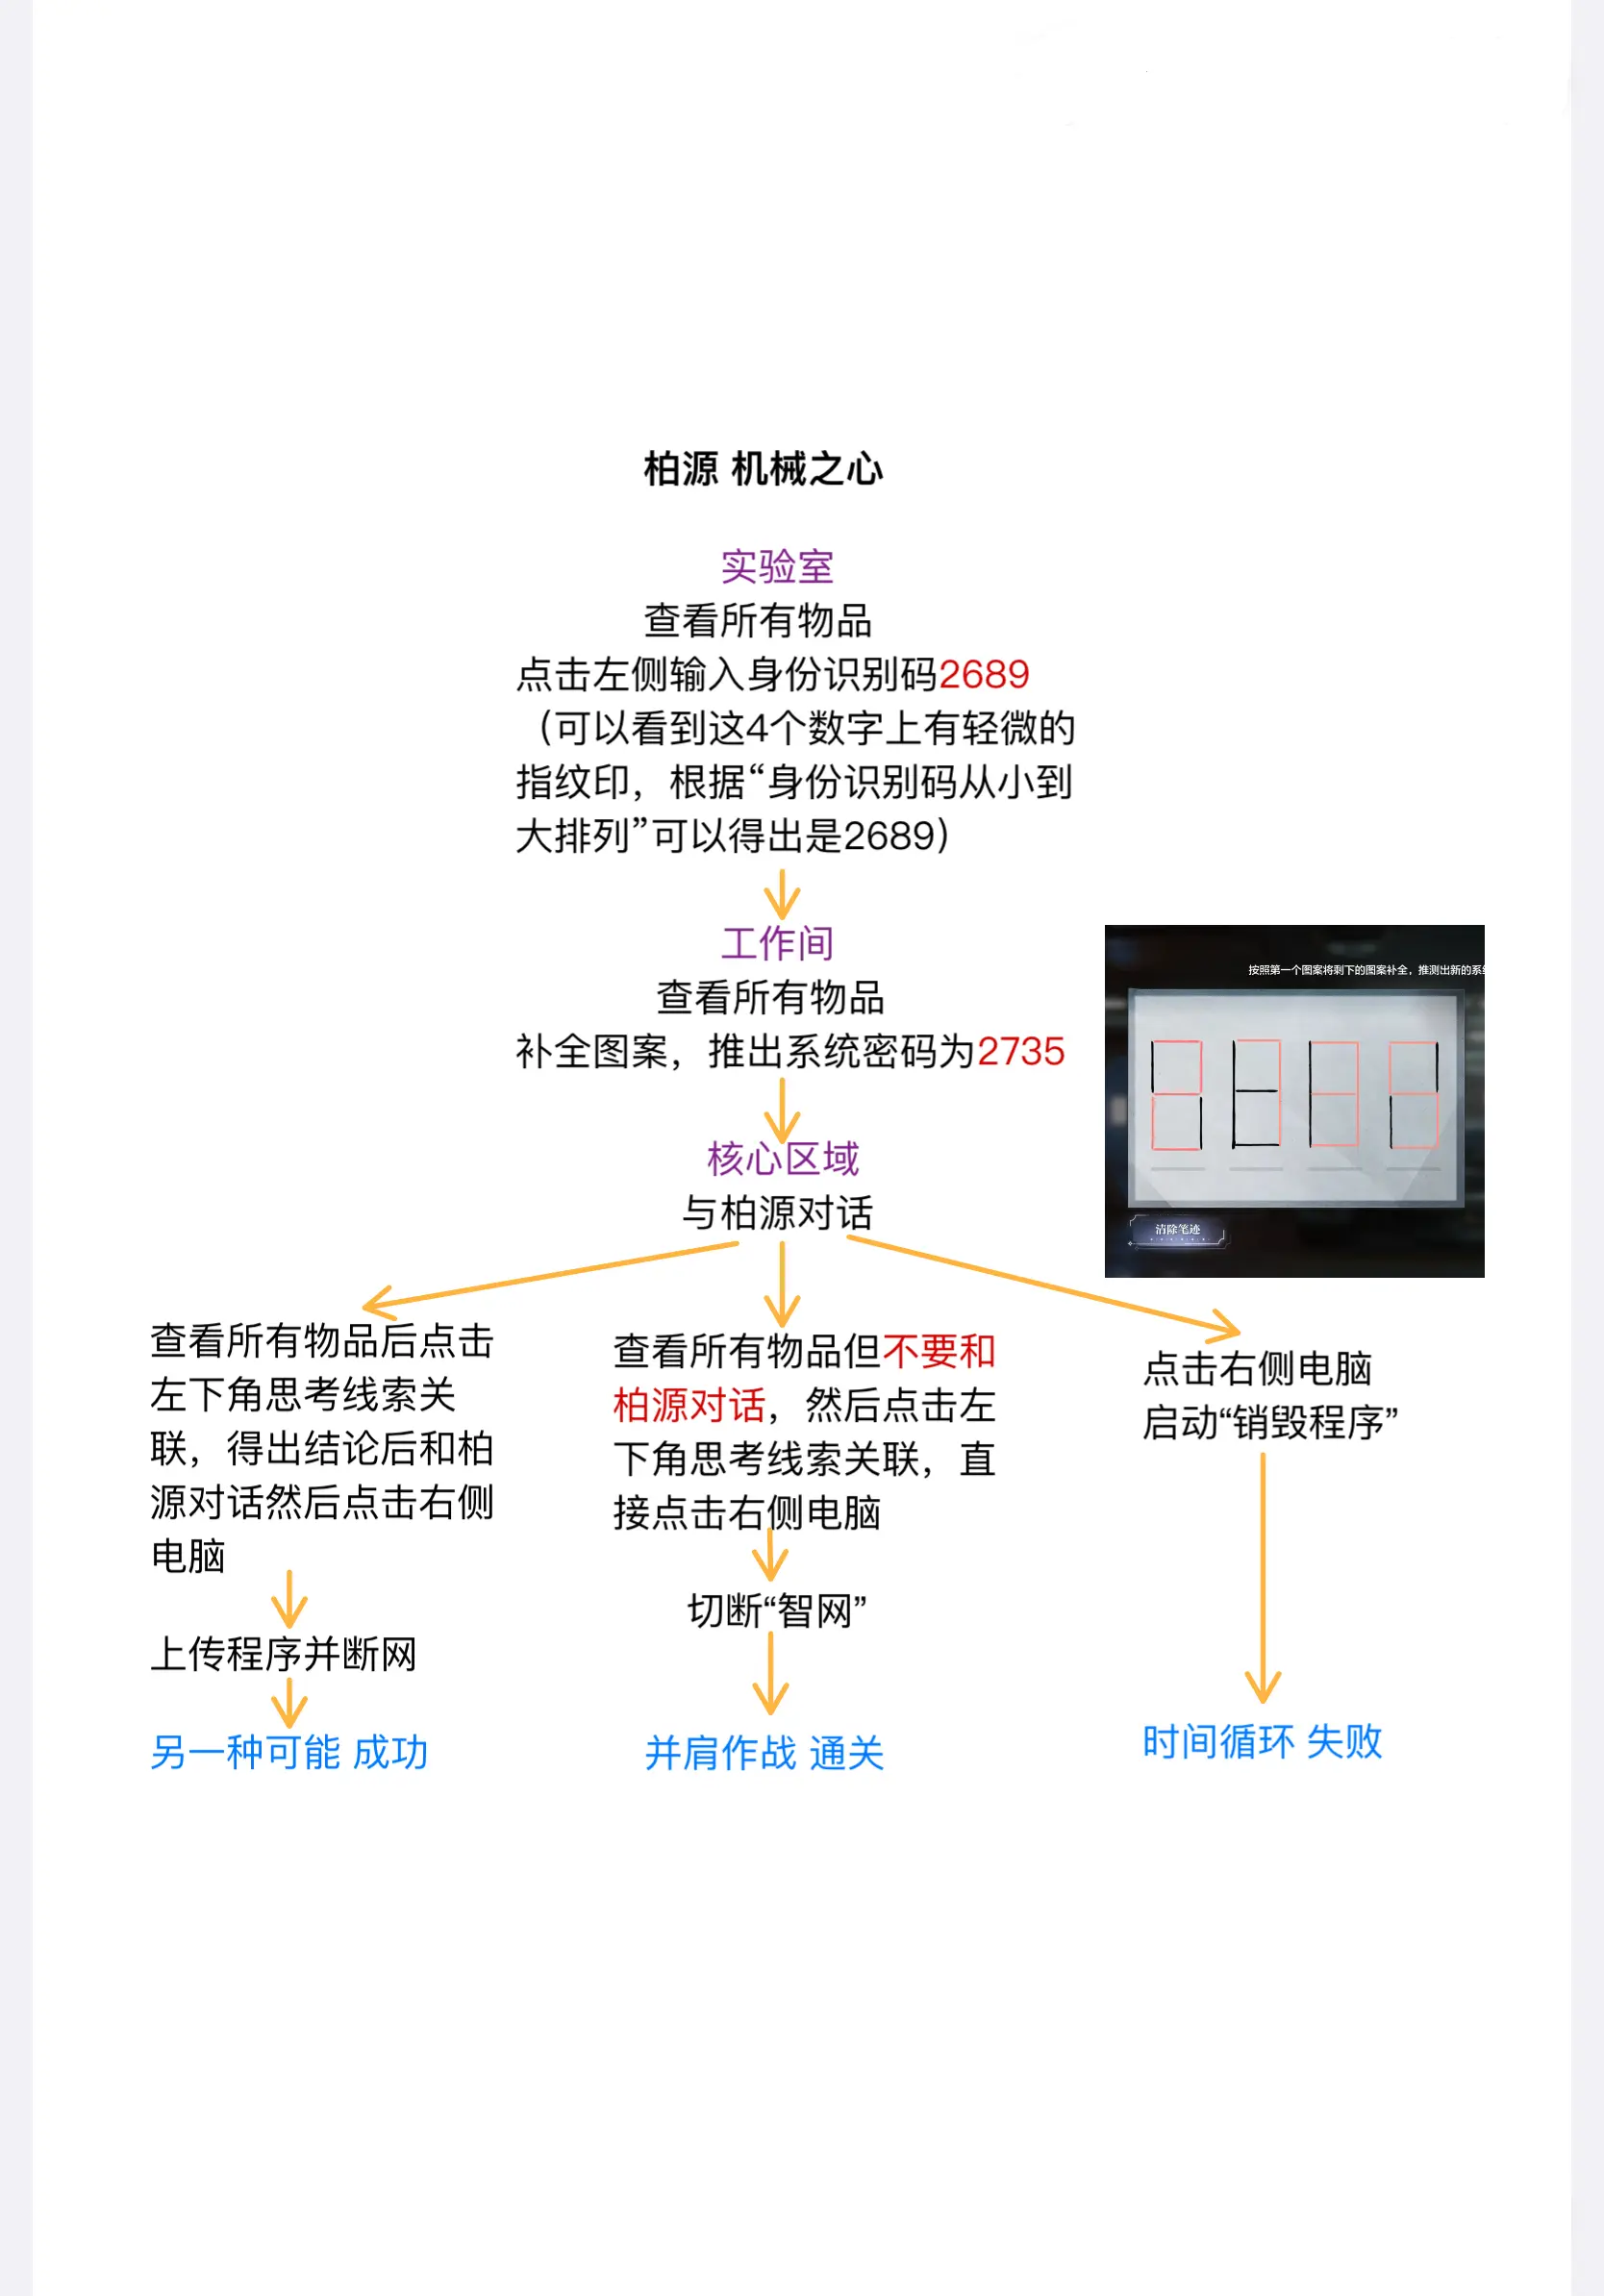 柏源 机械之心
实验室
查看所有物品
点击左侧输入身份识别码2689
（可以看到这4个数字上有轻微的
指纹印，根据“身份识别码从小到
大排列”可以得出是2689）
工作间
查看所有物品
补全图案，推出系统密码为2735
按照第一个图案将剩下的图案补全，推测出新的系
清除笔迹
核心区域
与柏源对话
查看所有物品后点击
左下角思考线索关
联，得出结论后和柏
源对话然后点击右侧
电脑
上传程序并断网
另一种可能 成功
查看所有物品但不要和
柏源对话，然后点击左
下角思考线索关联，直
接点击右侧电脑
切断“智网”
并肩作战 通关
点击右侧电脑
启动“销毁程序”
时间循环 失败